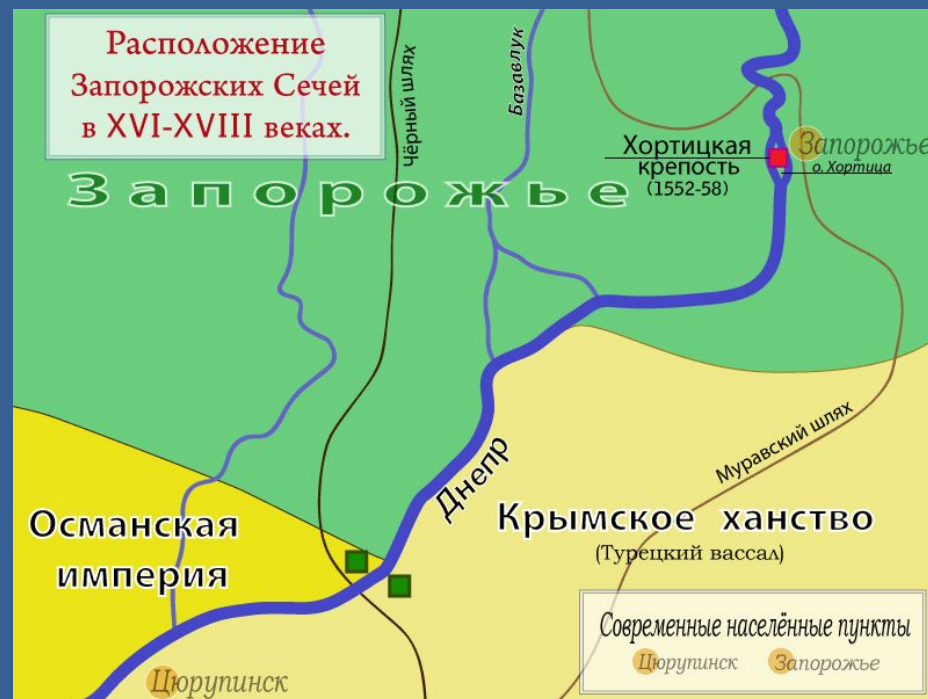 Расположение
Запорожских Сечей
в XVI-XVIII веках.
Чёрный шлях
Базавлук
Запорожье
Хортицкая
крепость
(1552-58)
Запорожье
о. Хортица
Днепр
Муравский шлях
Османская
империя
Крымское ханство
(Турецкий вассал)
Цюрупинск
Современные населённые пункты
Цюрупинск Запорожье